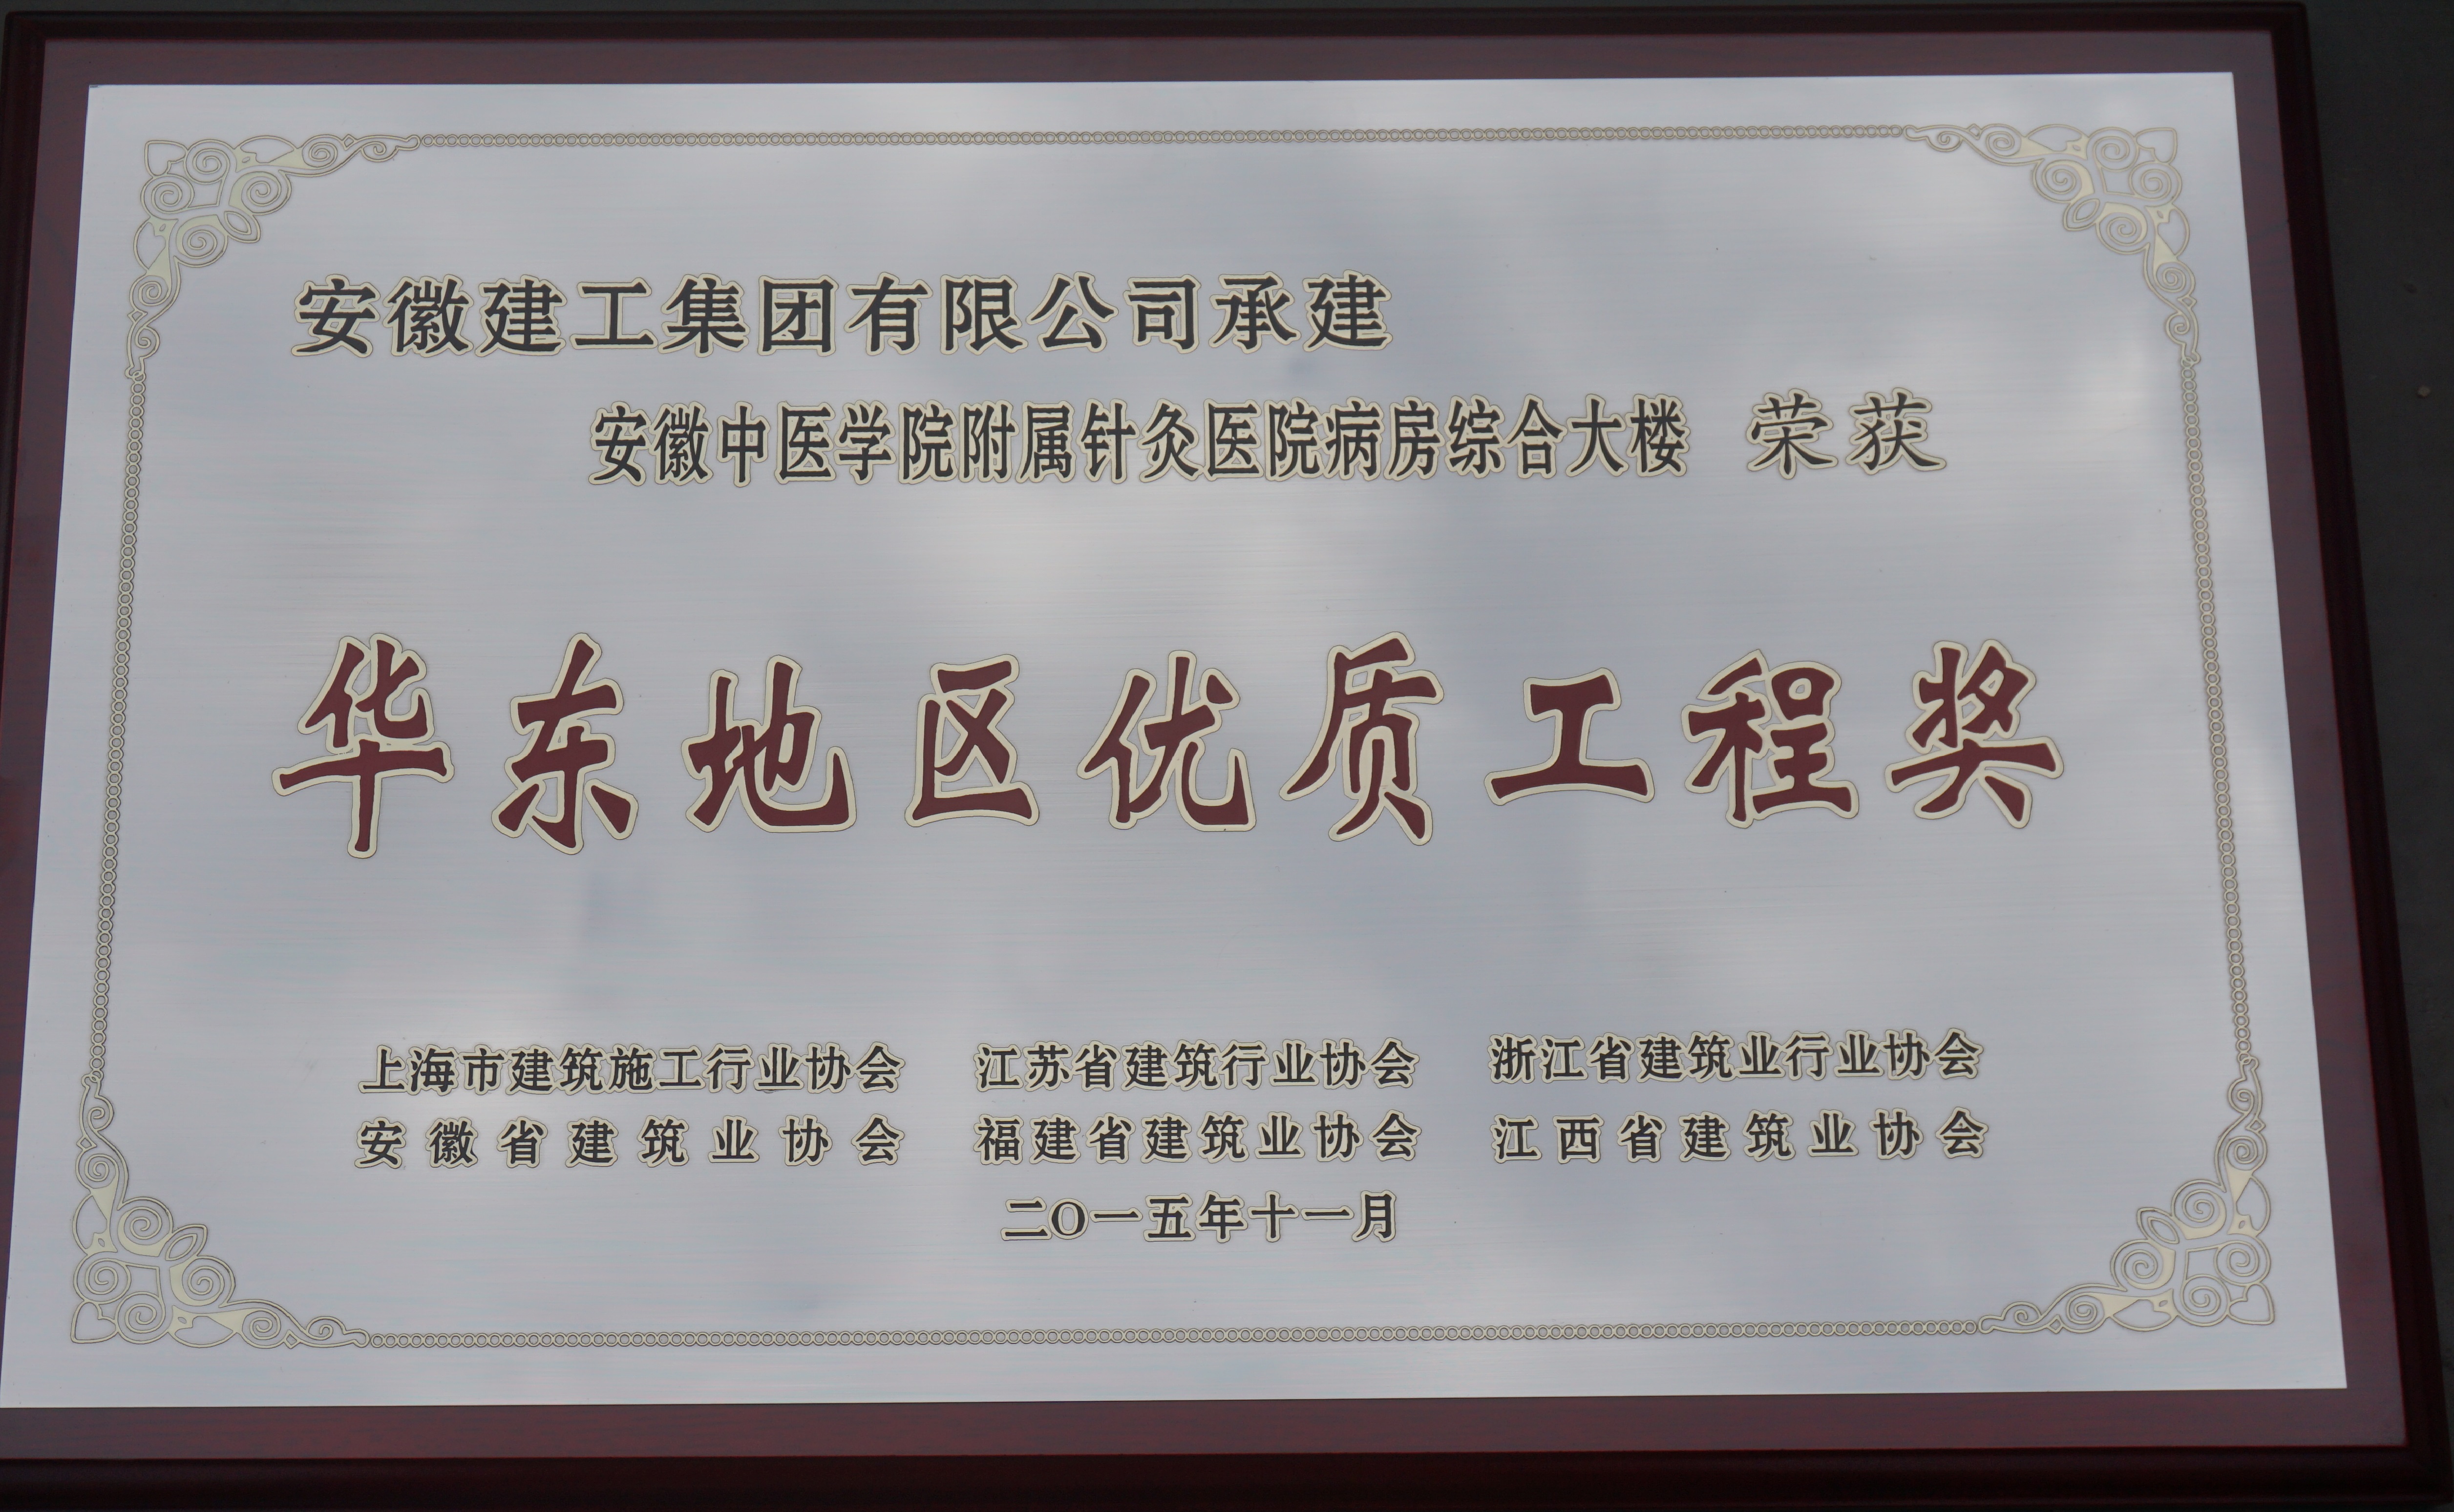 安徽建工集团有限公司承建
安徽中医学院附属针灸医院病房综合大楼 荣获
华东地区优质工程奖
上海市建筑施工行业协会 江苏省建筑行业协会 浙江省建筑业行业协会
安徽省建筑业协会 福建省建筑业协会 江西省建筑业协会
二〇一五年十一月